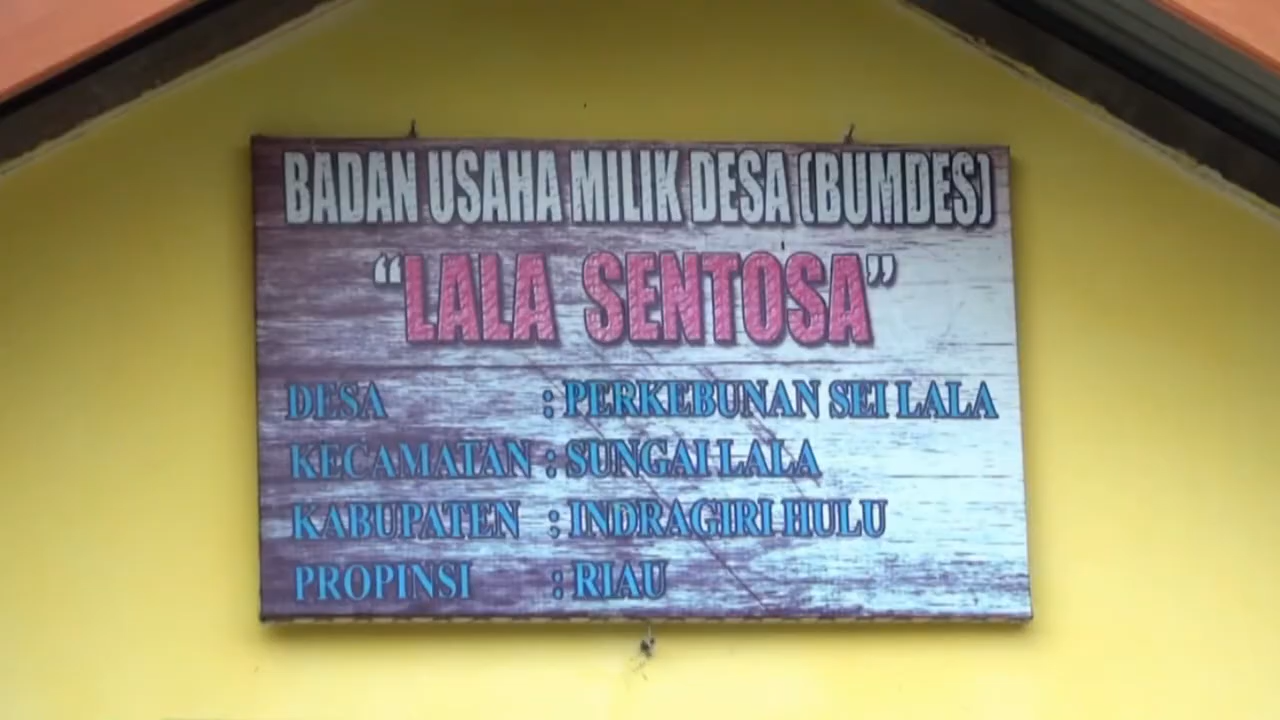 BADAN USAHA MILIK DESA (BUMDES)
“LALA SENTOSA”
DESA : PERKEBUNAN SEI LALA
KECAMATAN : SUNGAI LALA
KABUPATEN : INDRAGIRI HULU
PROPINSI : RIAU